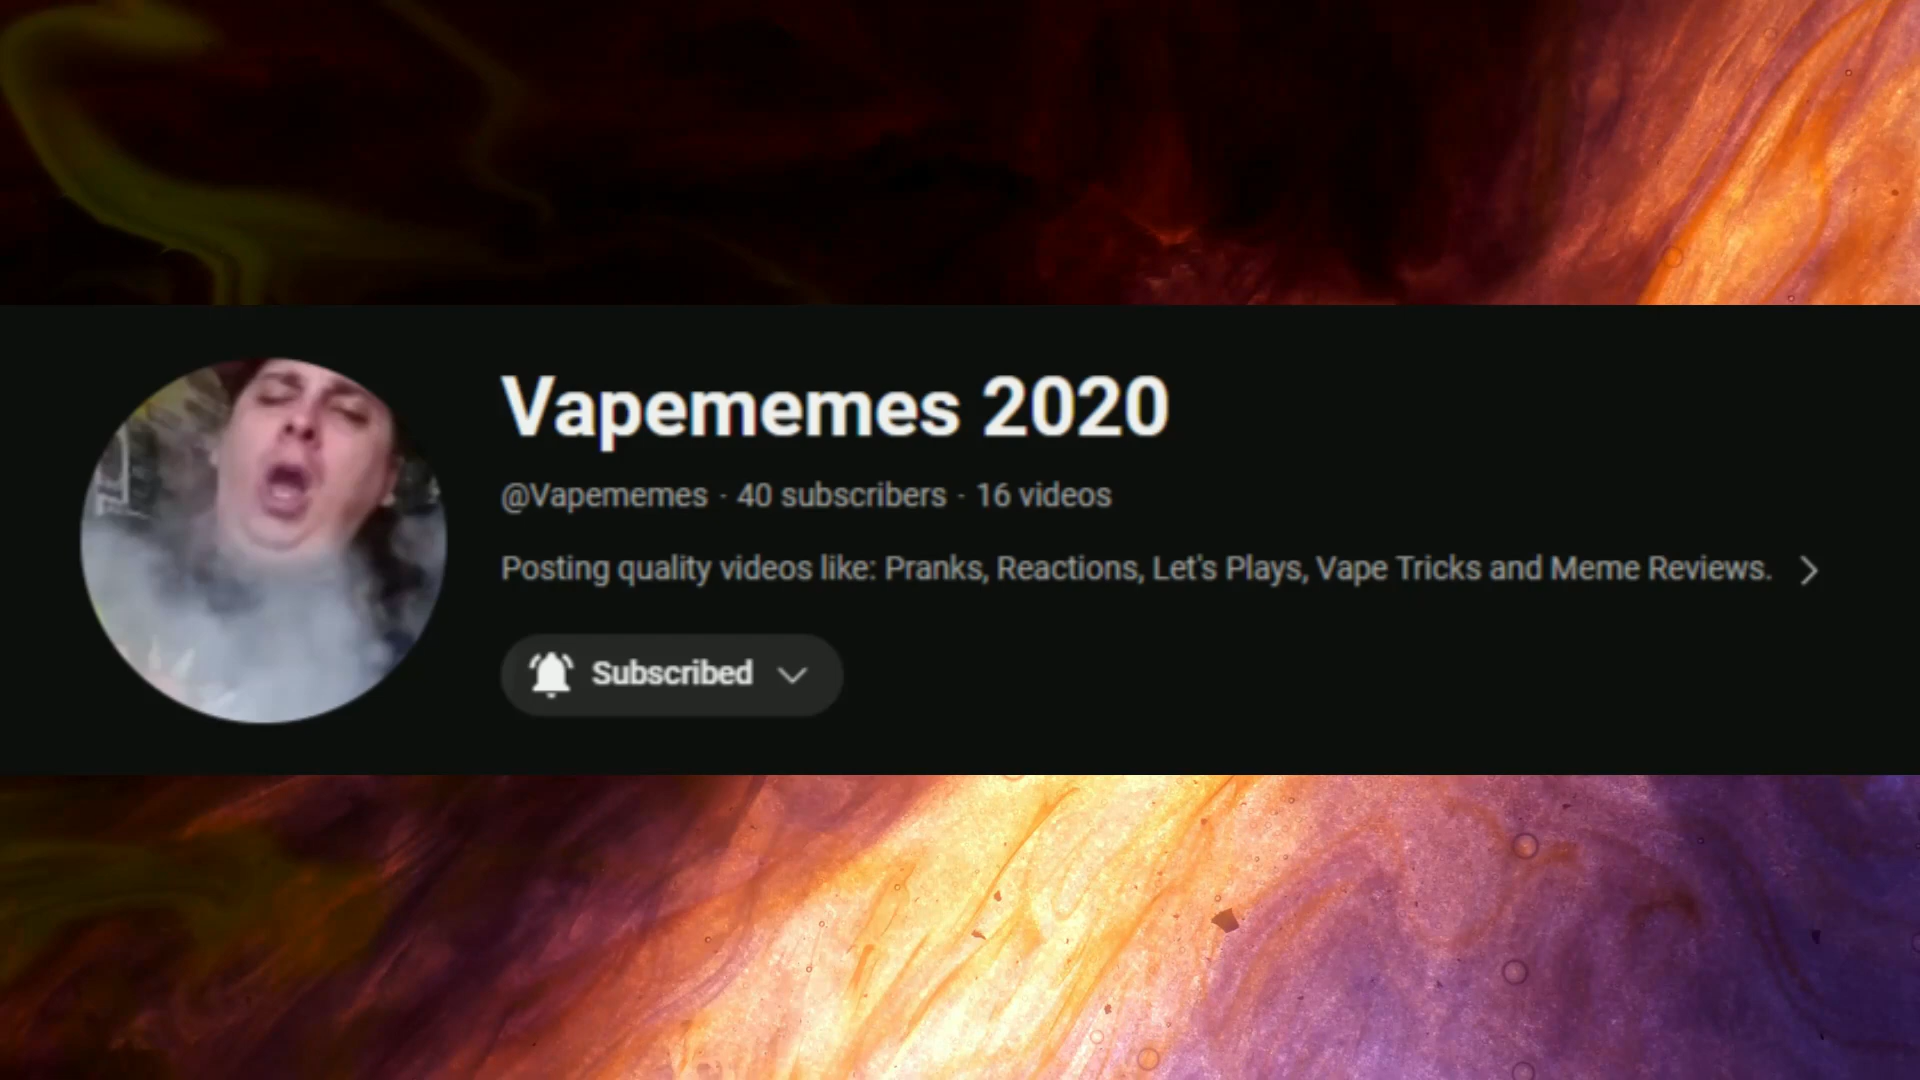 Vapememes 2020
@Vapememes · 40 subscribers · 16 videos
Posting quality videos like: Pranks, Reactions, Let's Plays, Vape Tricks and Meme Reviews.
Subscribed